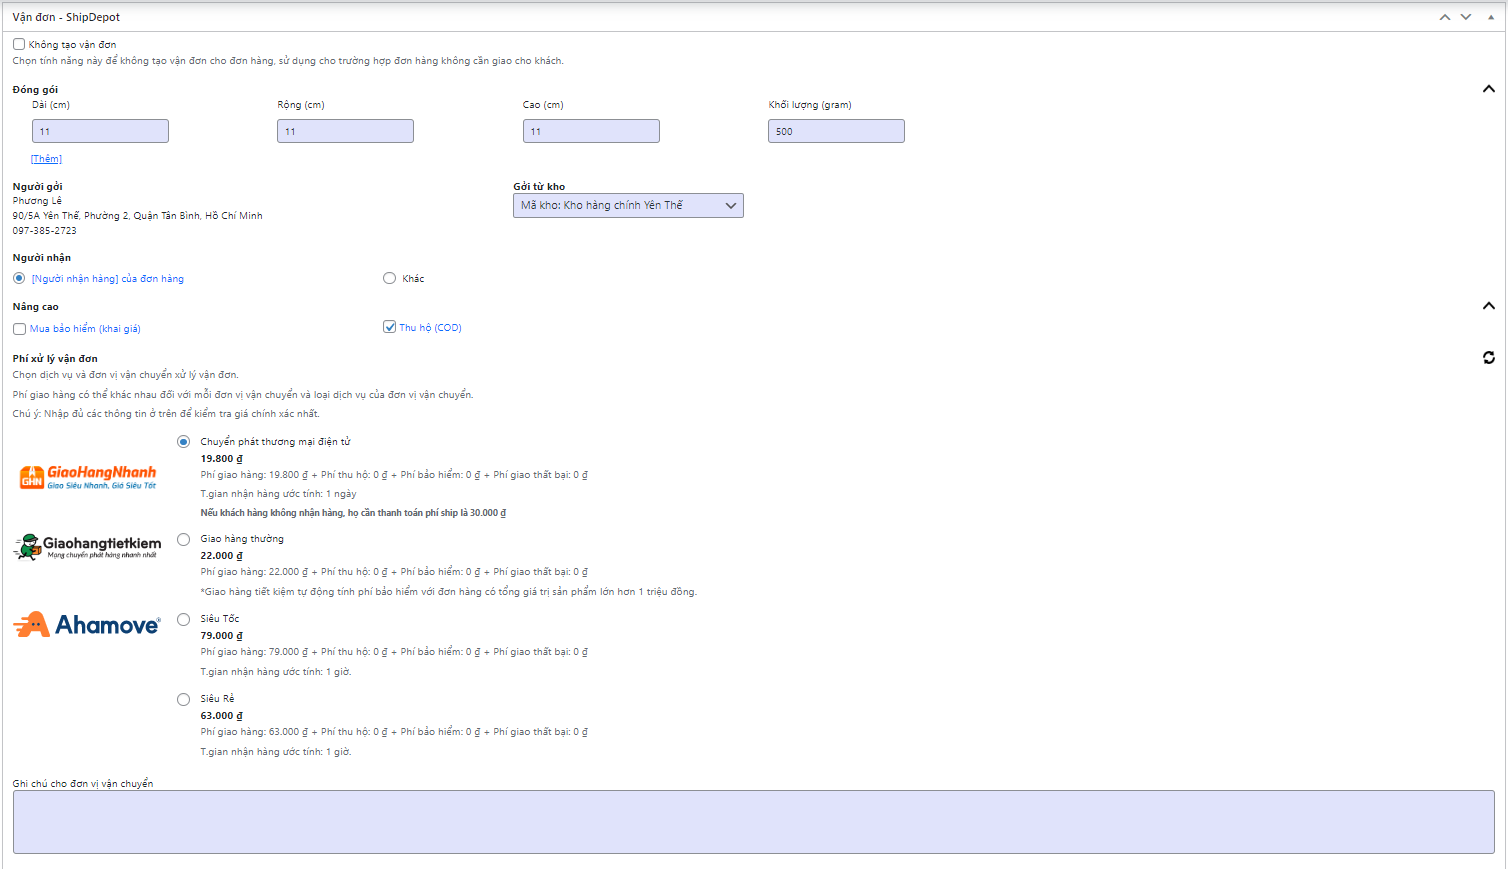 Vận đơn - ShipDepot
Không tạo vận đơn
Chọn tính năng này để không tạo vận đơn cho đơn hàng, sử dụng cho trường hợp đơn hàng không cần giao cho khách.
Đóng gói
Dài (cm) Rộng (cm) Cao (cm) Khối lượng (gram)
11 11 11 500
[Thêm]
Người gởi Gởi từ kho
Phương Lê Mã kho: Kho hàng chính Yên Thế
90/5A Yên Thế, Phường 2, Quận Tân Bình, Hồ Chí Minh
097-385-2723
Người nhận
[Người nhận hàng] của đơn hàng Khác
Nâng cao
Mua bảo hiểm (khai giá) Thu hộ (COD)
Phí xử lý vận đơn
Chọn dịch vụ và đơn vị vận chuyển xử lý vận đơn.
Phí giao hàng có thể khác nhau đối với mỗi đơn vị vận chuyển và loại dịch vụ của đơn vị vận chuyển.
Chú ý: Nhập đủ các thông tin ở trên để kiểm tra giá chính xác nhất.
GHN GiaoHangNhanh
Giao Siêu Nhanh, Giá Siêu Tốt
Chuyển phát thương mại điện tử
19.800 ₫
Phí giao hàng: 19.800 ₫ + Phí thu hộ: 0 ₫ + Phí bảo hiểm: 0 ₫ + Phí giao thất bại: 0 ₫
T.gian nhận hàng ước tính: 1 ngày
Nếu khách hàng không nhận hàng, họ cần thanh toán phí ship là 30.000 ₫
Giaohangtietkiem
Mạng chuyển phát hàng nhanh nhất
Giao hàng thường
22.000 ₫
Phí giao hàng: 22.000 ₫ + Phí thu hộ: 0 ₫ + Phí bảo hiểm: 0 ₫ + Phí giao thất bại: 0 ₫
*Giao hàng tiết kiệm tự động tính phí bảo hiểm với đơn hàng có tổng giá trị sản phẩm lớn hơn 1 triệu đồng.
Ahamove
Siêu Tốc
79.000 ₫
Phí giao hàng: 79.000 ₫ + Phí thu hộ: 0 ₫ + Phí bảo hiểm: 0 ₫ + Phí giao thất bại: 0 ₫
T.gian nhận hàng ước tính: 1 giờ.
Siêu Rẻ
63.000 ₫
Phí giao hàng: 63.000 ₫ + Phí thu hộ: 0 ₫ + Phí bảo hiểm: 0 ₫ + Phí giao thất bại: 0 ₫
T.gian nhận hàng ước tính: 1 giờ.
Ghi chú cho đơn vị vận chuyển